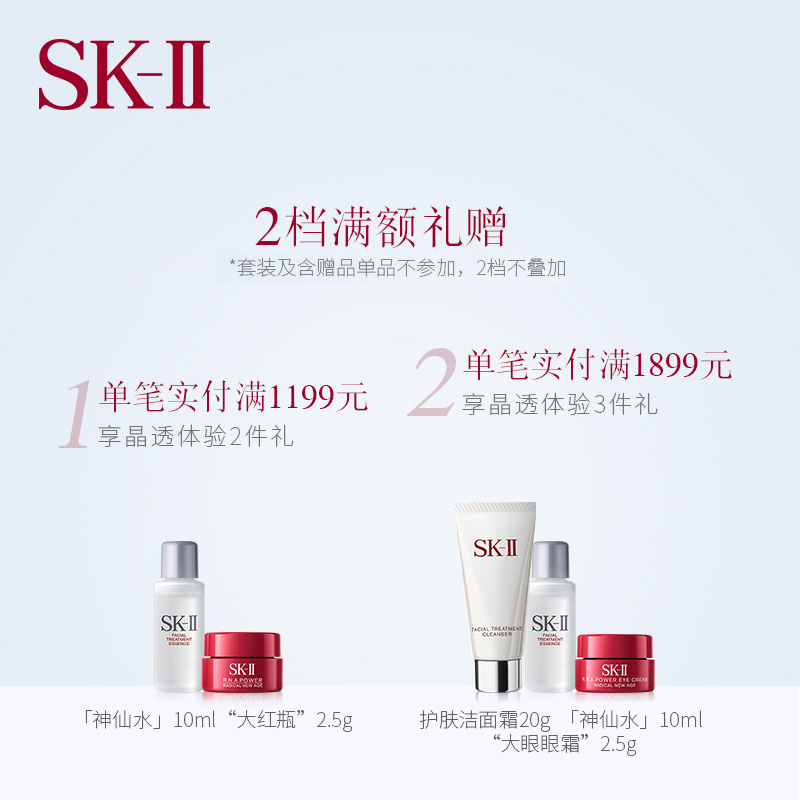 SK-II
2档满额礼赠
*套装及含赠品单品不参加，2档不叠加
1 单笔实付满1199元
享晶透体验2件礼
2 单笔实付满1899元
享晶透体验3件礼
SK-II
FACIAL
TREATMENT
ESSENCE
SK-II
R.N.A.POWER
RADICAL NEW AGE
SK-II
FACIAL TREATMENT
CLEANSER
SK-II
FACIAL
TREATMENT
ESSENCE
SK-II
R.N.A.POWER EYE CREAM
RADICAL NEW AGE
「神仙水」10ml“大红瓶”2.5g
护肤洁面霜20g 「神仙水」10ml
“大眼眼霜”2.5g